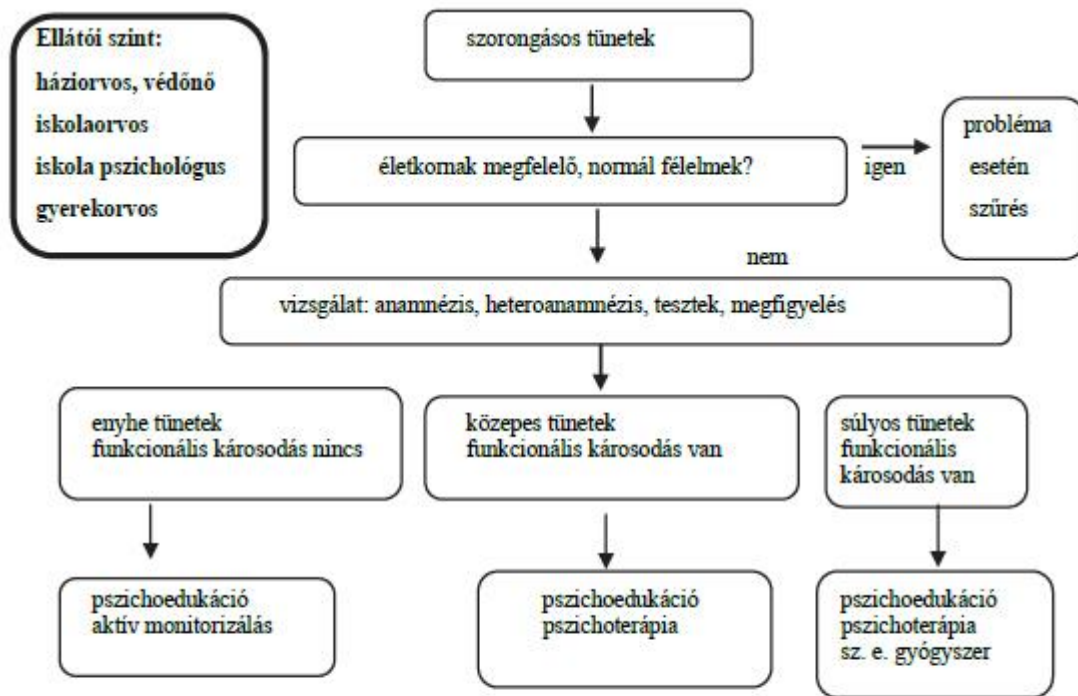 Ellátói szint:
háziorvos, védőnő
iskolaorvos
iskola pszichológus
gyerekorvos
szorongásos tünetek
életkornak megfelelő, normál félelmek?
igen
probléma
esetén
szűrés
nem
vizsgálat: anamnézis, heteroanamnézis, tesztek, megfigyelés
enyhe tünetek
funkcionális károsodás nincs
közepes tünetek
funkcionális károsodás van
súlyos tünetek
funkcionális
károsodás van
pszichoedukáció
aktív monitorizálás
pszichoedukáció
pszichoterápia
pszichoedukáció
pszichoterápia
sz. e. gyógyszer